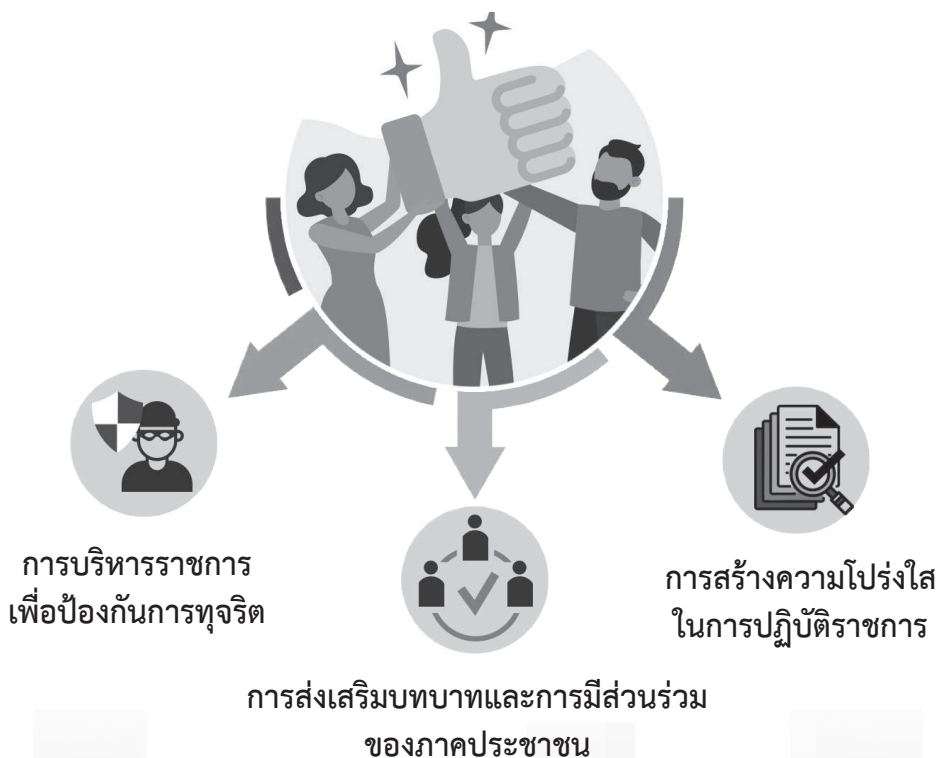 การบริหารราชการ
เพื่อป้องกันการทุจริต
การส่งเสริมบทบาทและการมีส่วนร่วม
ของภาคประชาชน
การสร้างความโปร่งใส
ในการปฏิบัติราชการ